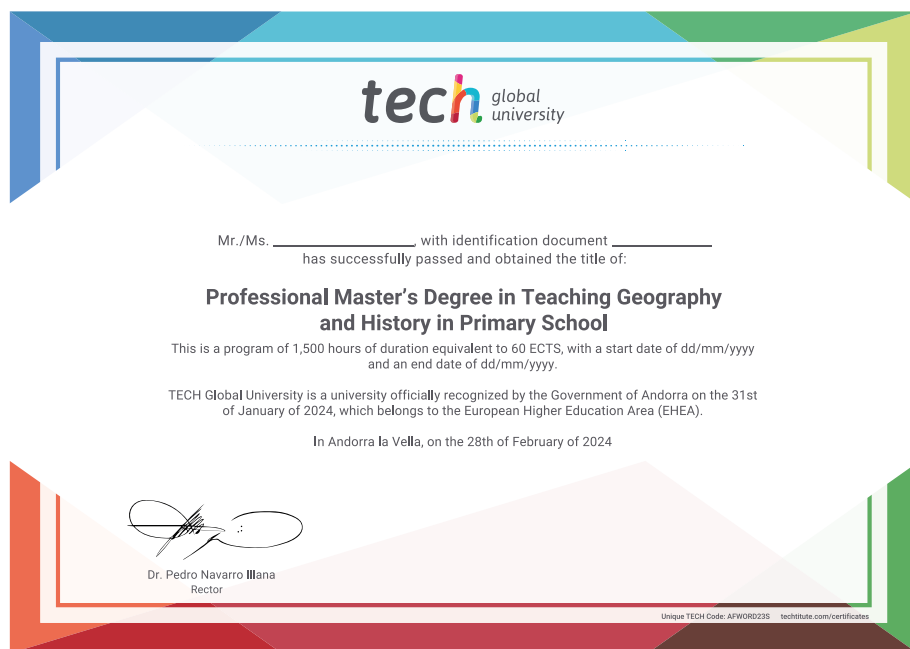 tech global
university
Mr./Ms. ____________________, with identification document ______________
has successfully passed and obtained the title of:
Professional Master’s Degree in Teaching Geography
and History in Primary School
This is a program of 1,500 hours of duration equivalent to 60 ECTS, with a start date of dd/mm/yyyy
and an end date of dd/mm/yyyy.
TECH Global University is a university officially recognized by the Government of Andorra on the 31st
of January of 2024, which belongs to the European Higher Education Area (EHEA).
In Andorra la Vella, on the 28th of February of 2024
Dr. Pedro Navarro Illana
Rector
Unique TECH Code: AFWORD23S techtitute.com/certificates